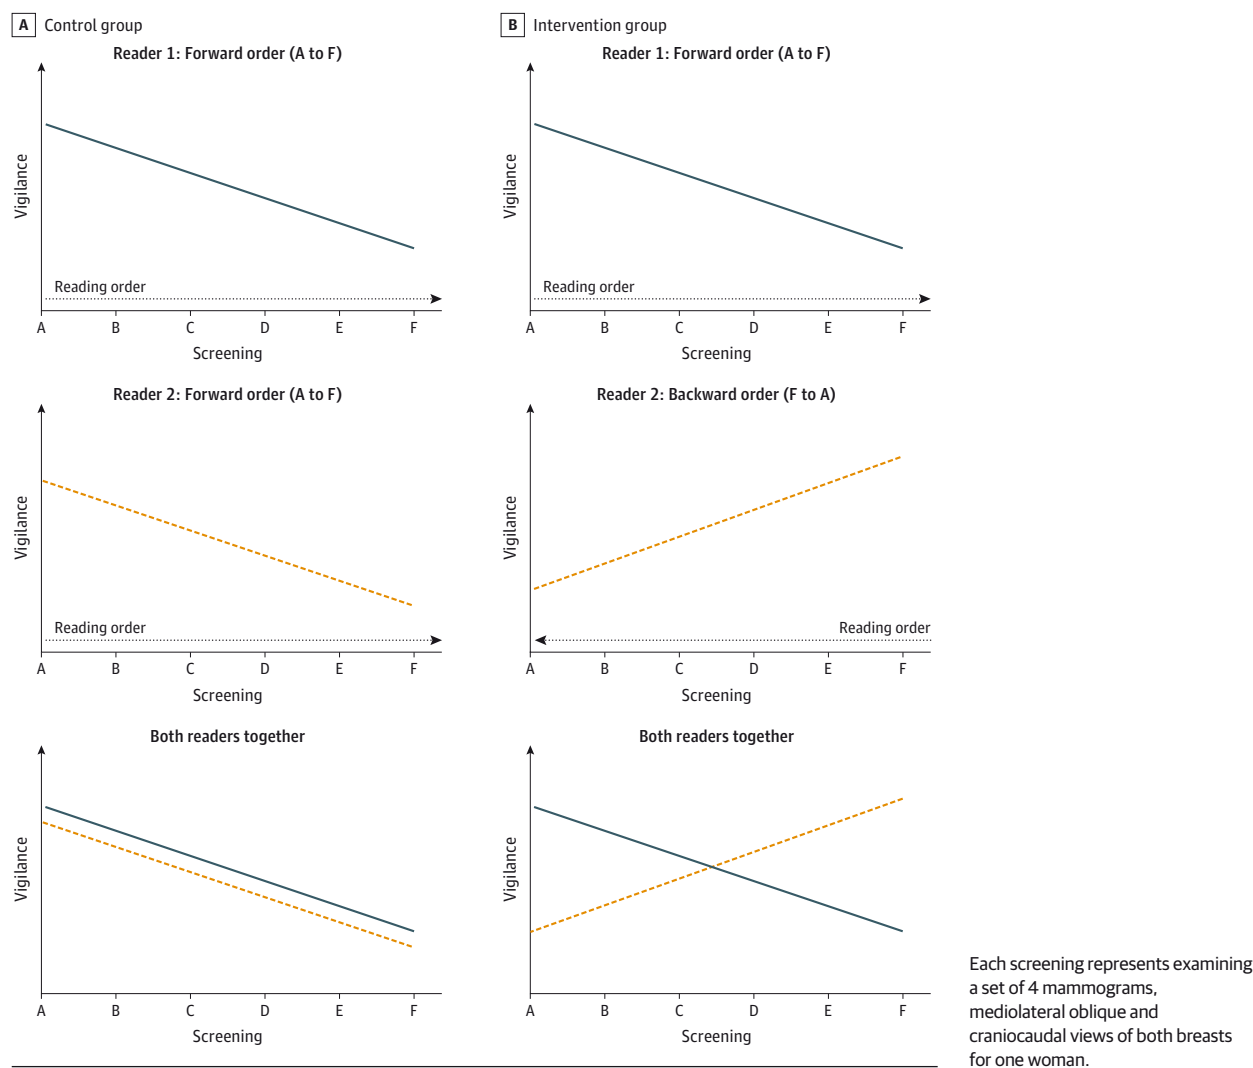 A Control group
Reader 1: Forward order (A to F)
Vigilance
Reading order
A B C D E F
Screening
Reader 2: Forward order (A to F)
Vigilance
Reading order
A B C D E F
Screening
Both readers together
Vigilance
A B C D E F
Screening
B Intervention group
Reader 1: Forward order (A to F)
Vigilance
Reading order
A B C D E F
Screening
Reader 2: Backward order (F to A)
Vigilance
Reading order
A B C D E F
Screening
Both readers together
Vigilance
A B C D E F
Screening
Each screening represents examining
a set of 4 mammograms,
mediolateral oblique and
craniocaudal views of both breasts
for one woman.